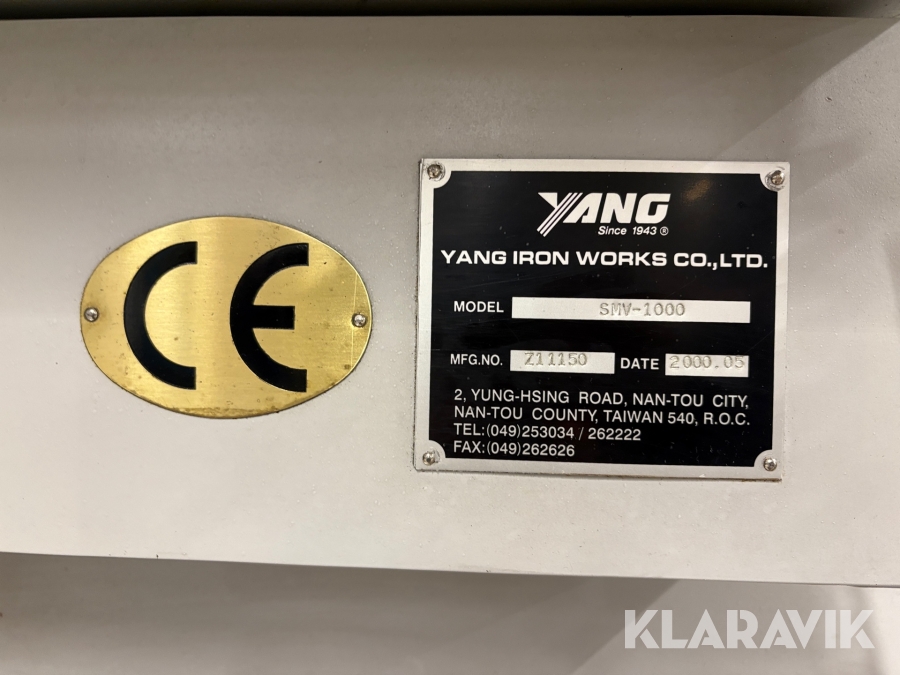 CE
YANG
Since 1943 ®
YANG IRON WORKS CO.,LTD.
MODEL SMV-1000
MFG.NO. Z11150 DATE 2000.05
2, YUNG-HSING ROAD, NAN-TOU CITY,
NAN-TOU COUNTY, TAIWAN 540, R.O.C.
TEL:(049)253034 / 262222
FAX:(049)262626
KLARAVIK